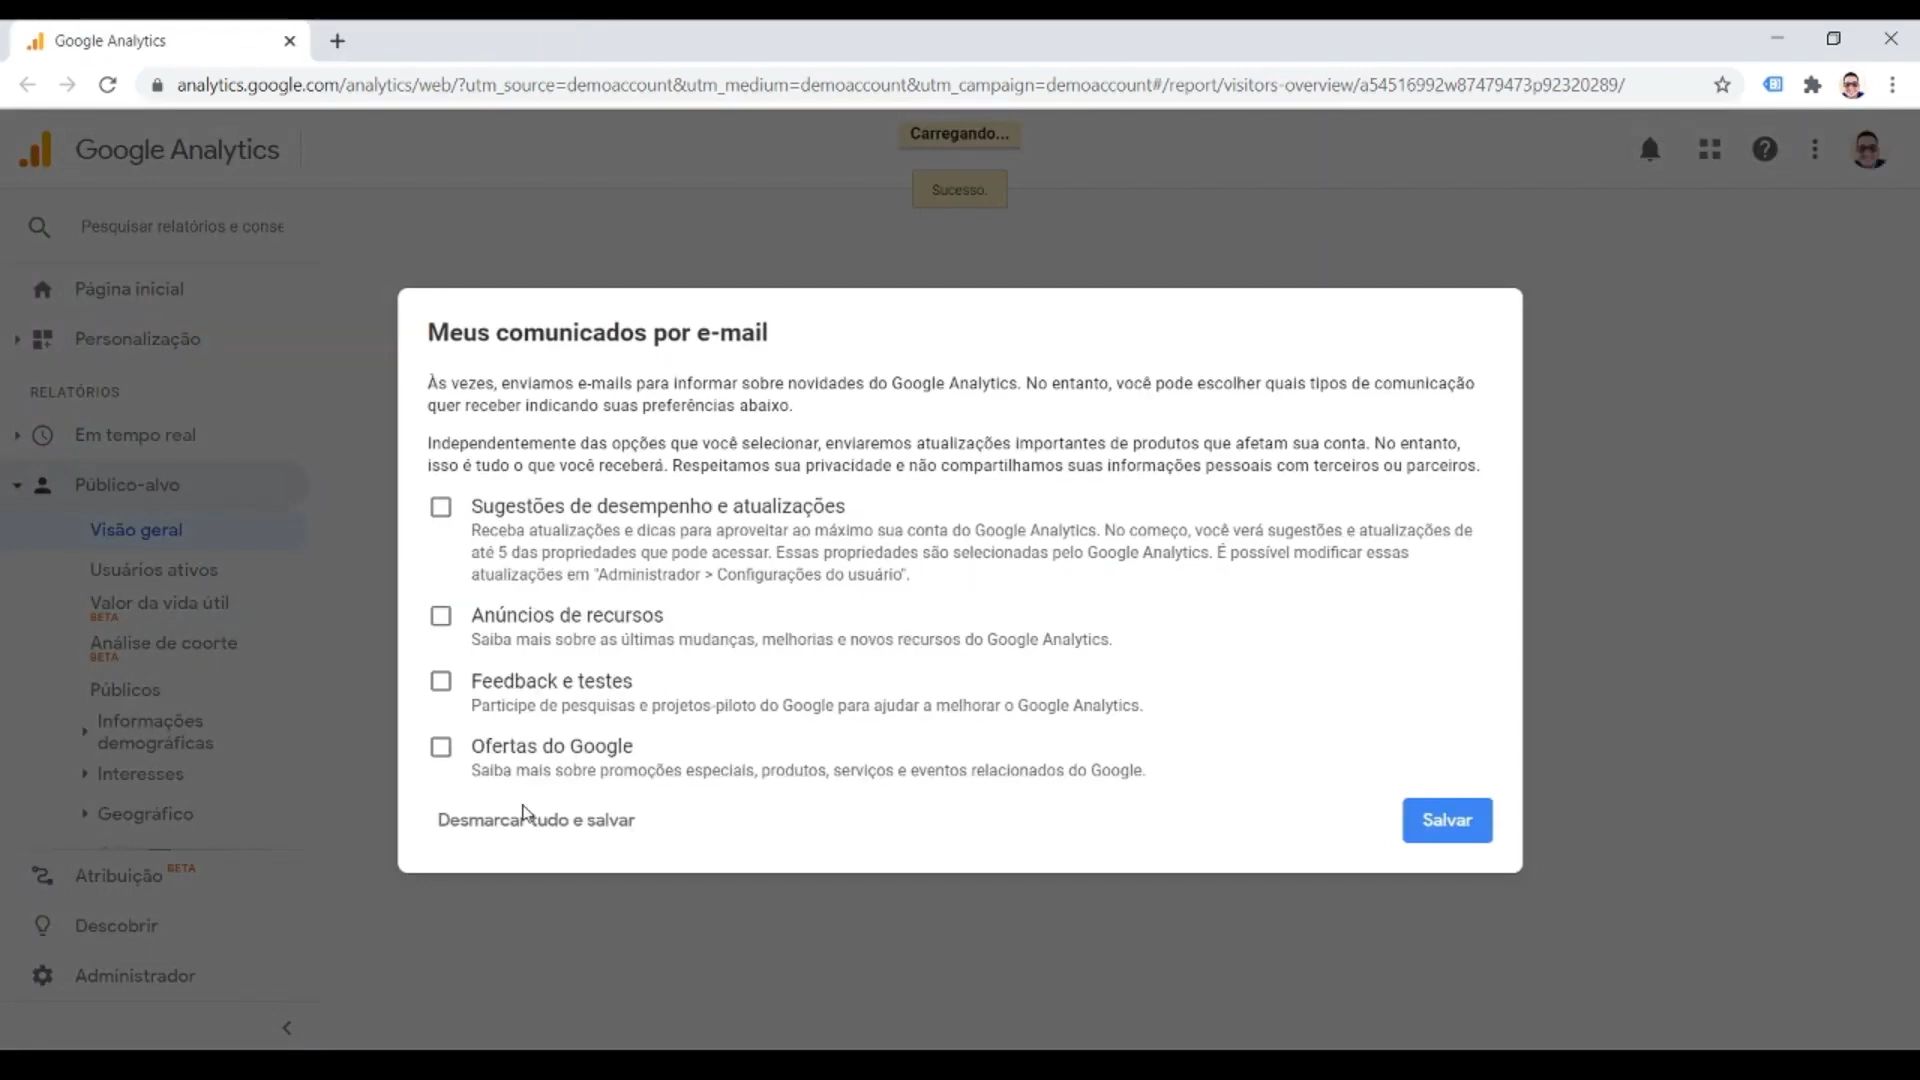 Google Analytics
analytics.google.com/analytics/web/?utm_source=demoaccount&utm_medium=demoaccount&utm_campaign=demoaccount#/report/visitors-overview/a54516992w87479473p92320289/
Google Analytics
Carregando...
Sucesso.
Pesquisar relatórios e conse
Página inicial
Personalização
RELATÓRIOS
Em tempo real
Público-alvo
Visão geral
Usuários ativos
Valor da vida útil
BETA
Análise de coorte
BETA
Públicos
Informações
demográficas
Interesses
Geográfico
Atribuição BETA
Descobrir
Administrador
Meus comunicados por e-mail
Às vezes, enviamos e-mails para informar sobre novidades do Google Analytics. No entanto, você pode escolher quais tipos de comunicação
quer receber indicando suas preferências abaixo.
Independentemente das opções que você selecionar, enviaremos atualizações importantes de produtos que afetam sua conta. No entanto,
isso é tudo o que você receberá. Respeitamos sua privacidade e não compartilhamos suas informações pessoais com terceiros ou parceiros.
Sugestões de desempenho e atualizações
Receba atualizações e dicas para aproveitar ao máximo sua conta do Google Analytics. No começo, você verá sugestões e atualizações de
até 5 das propriedades que pode acessar. Essas propriedades são selecionadas pelo Google Analytics. É possível modificar essas
atualizações em "Administrador > Configurações do usuário".
Anúncios de recursos
Saiba mais sobre as últimas mudanças, melhorias e novos recursos do Google Analytics.
Feedback e testes
Participe de pesquisas e projetos-piloto do Google para ajudar a melhorar o Google Analytics.
Ofertas do Google
Saiba mais sobre promoções especiais, produtos, serviços e eventos relacionados do Google.
Desmarcar tudo e salvar
Salvar